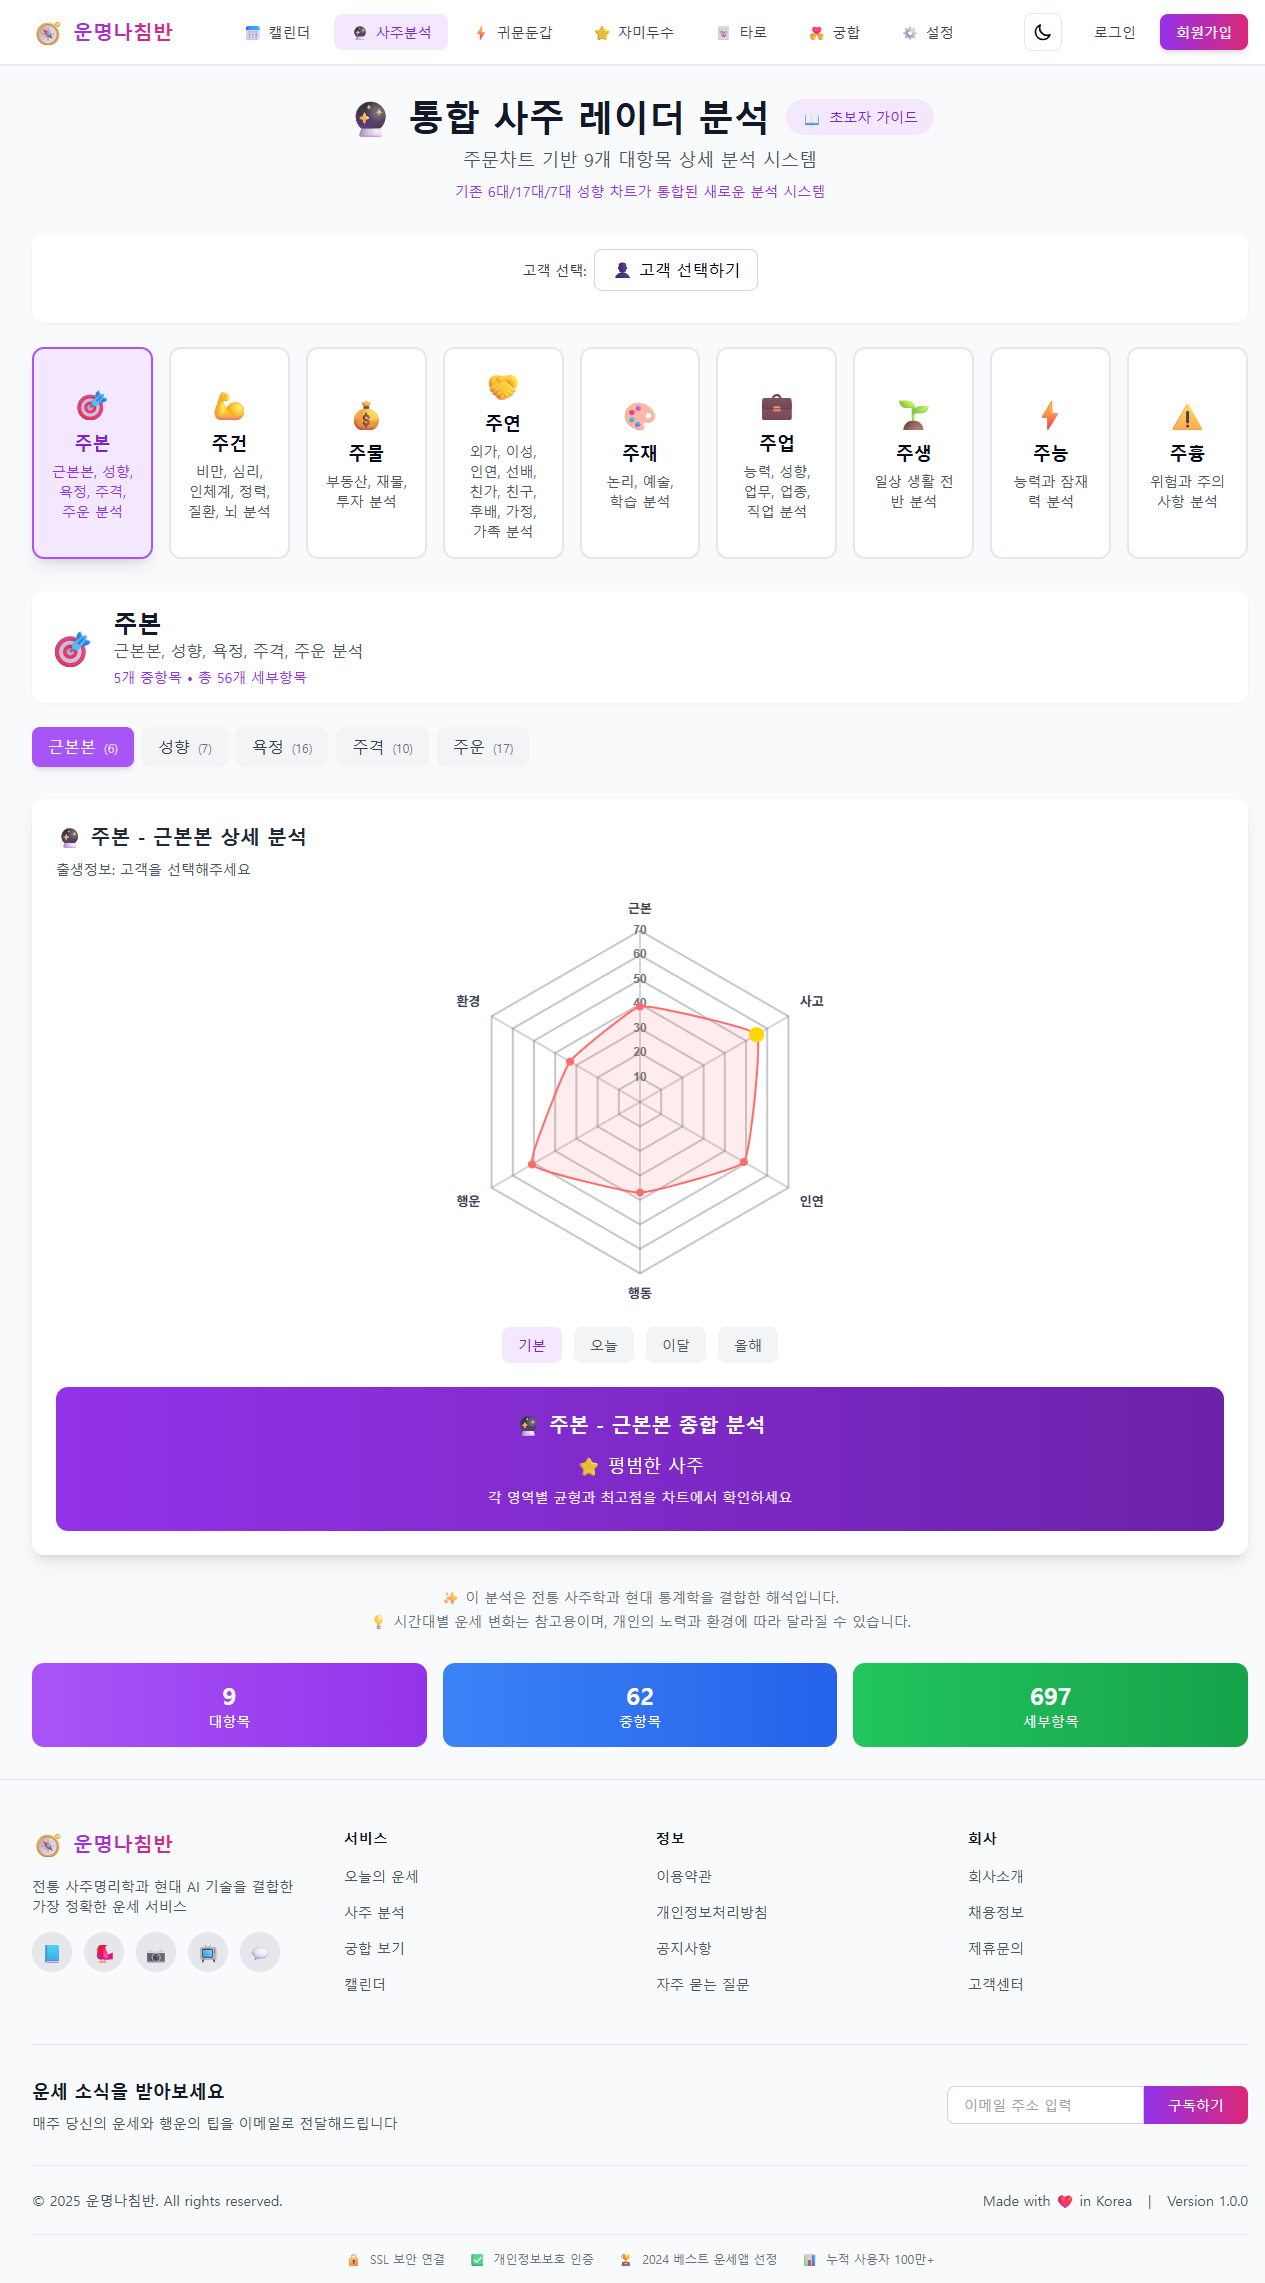 운명나침반
캘린더
사주분석
귀문둔갑
자미두수
타로
궁합
설정
로그인
회원가입
통합 사주 레이더 분석
초보자 가이드
주문차트 기반 9개 대항목 상세 분석 시스템
기존 6대/17대/7대 성향 차트가 통합된 새로운 분석 시스템
고객 선택:
고객 선택하기
주본
근본본, 성향,
욕정, 주격,
주운 분석
주건
비만, 심리,
인체계, 정력,
질환, 뇌 분석
주물
부동산, 재물,
투자 분석
주연
외가, 이성,
인연, 선배,
친가, 친구,
후배, 가정,
가족 분석
주재
논리, 예술,
학습 분석
주업
능력, 성향,
업무, 업종,
직업 분석
주생
일상 생활 전
반 분석
주능
능력과 잠재
력 분석
주흉
위험과 주의
사항 분석
주본
근본본, 성향, 욕정, 주격, 주운 분석
5개 중항목 • 총 56개 세부항목
근본본 (6)
성향 (7)
욕정 (16)
주격 (10)
주운 (17)
주본 - 근본본 상세 분석
출생정보: 고객을 선택해주세요
근본
70
60
50
40
30
20
10
환경
사고
행운
인연
행동
기본
오늘
이달
올해
주본 - 근본본 종합 분석
평범한 사주
각 영역별 균형과 최고점을 차트에서 확인하세요
이 분석은 전통 사주학과 현대 통계학을 결합한 해석입니다.
시간대별 운세 변화는 참고용이며, 개인의 노력과 환경에 따라 달라질 수 있습니다.
9
대항목
62
중항목
697
세부항목
운명나침반
전통 사주명리학과 현대 AI 기술을 결합한
가장 정확한 운세 서비스
서비스
오늘의 운세
사주 분석
궁합 보기
캘린더
정보
이용약관
개인정보처리방침
공지사항
자주 묻는 질문
회사
회사소개
채용정보
제휴문의
고객센터
운세 소식을 받아보세요
매주 당신의 운세와 행운의 팁을 이메일로 전달해드립니다
이메일 주소 입력
구독하기
© 2025 운명나침반. All rights reserved.
Made with ❤️ in Korea | Version 1.0.0
SSL 보안 연결
개인정보보호 인증
2024 베스트 운세앱 선정
누적 사용자 100만+